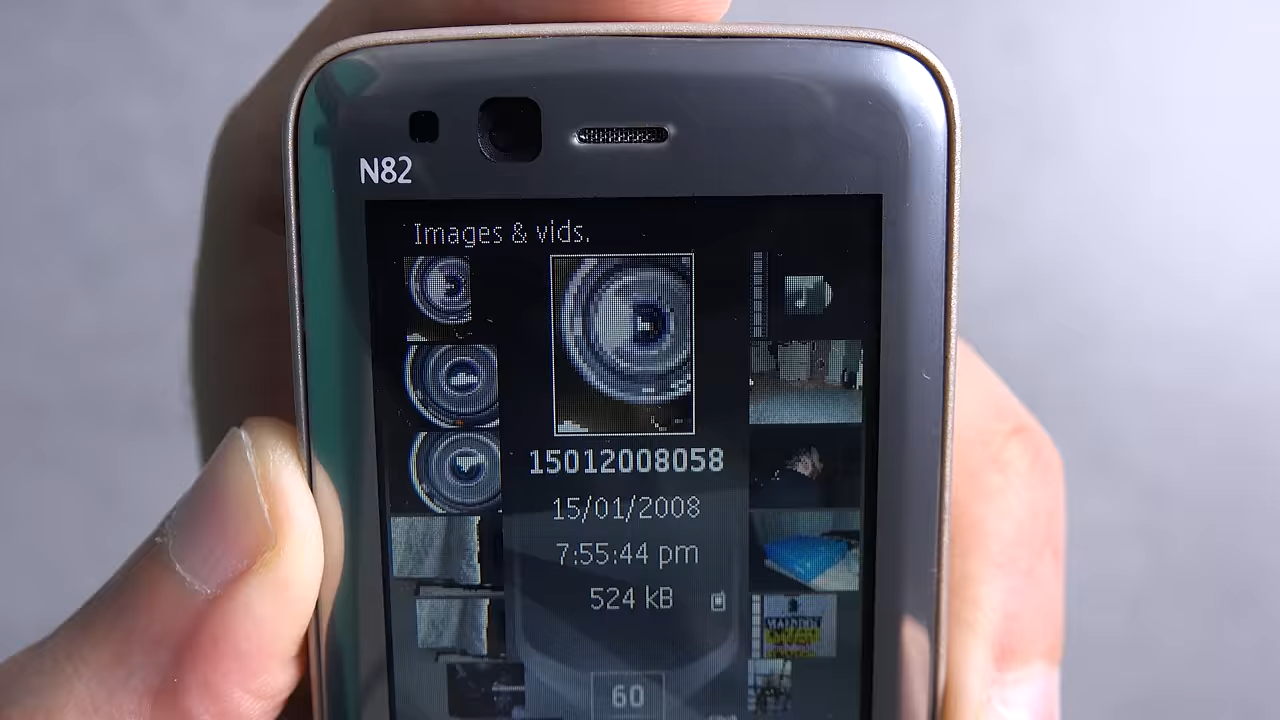 N82
Images & vids.
15012008058
15/01/2008
7:55:44 pm
524 kB
60